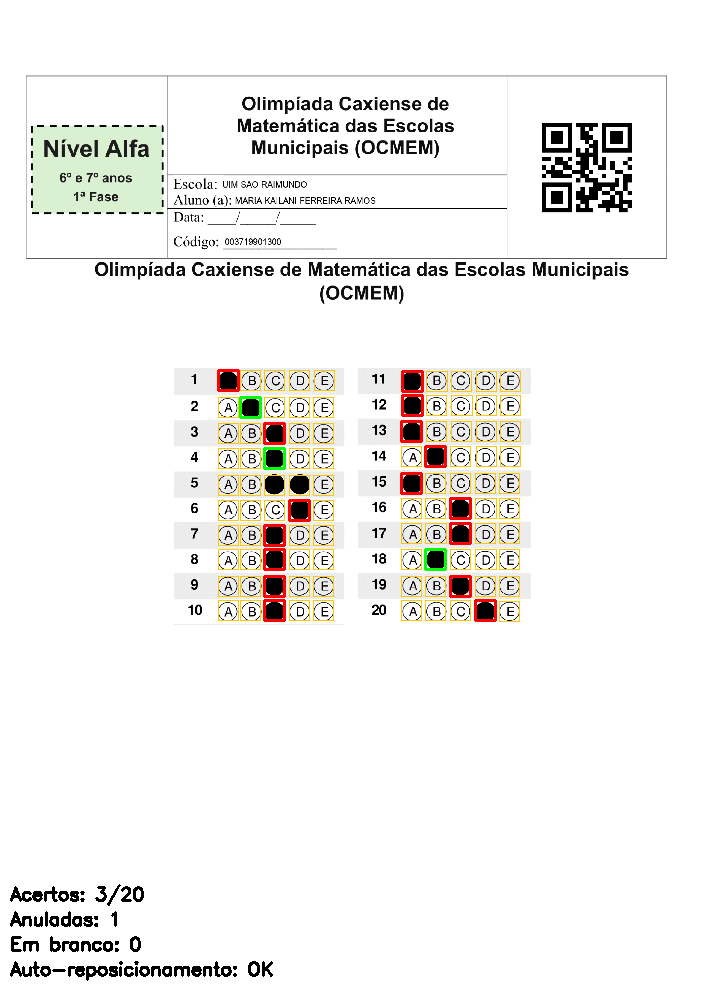 Nível Alfa
6º e 7º anos
1ª Fase
Olimpíada Caxiense de
Matemática das Escolas
Municipais (OCMEM)
Escola: UIM SAO RAIMUNDO
Aluno (a): MARIA KAILANI FERREIRA RAMOS
Data: ____/_____/_____
Código: 003719901300
Olimpíada Caxiense de Matemática das Escolas Municipais
(OCMEM)
1 B C D E
2 A C D E
3 A B D E
4 A B D E
5 A B E
6 A B C E
7 A B D E
8 A B D E
9 A B D E
10 A B D E
11 B C D E
12 B C D E
13 B C D E
14 A C D E
15 B C D E
16 A B D E
17 A B D E
18 A C D E
19 A B D E
20 A B C E
Acertos: 3/20
Anuladas: 1
Em branco: 0
Auto-reposicionamento: OK